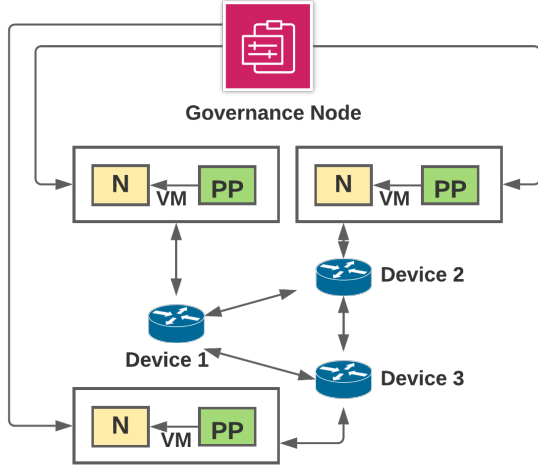 Governance Node
N
VM
PP
N
VM
PP
Device 2
Device 1
Device 3
N
VM
PP